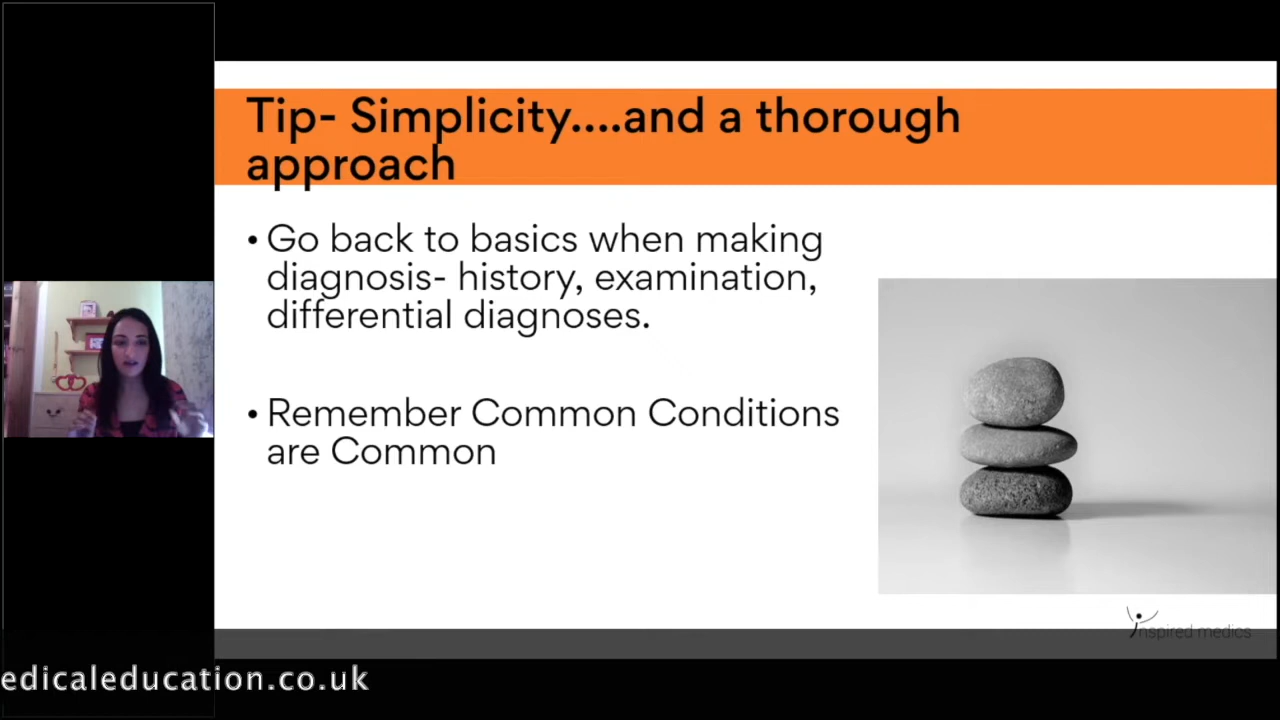 Tip- Simplicity....and a thorough
approach
• Go back to basics when making
diagnosis- history, examination,
differential diagnoses.
• Remember Common Conditions
are Common
nspired medics
edicaleducation.co.uk